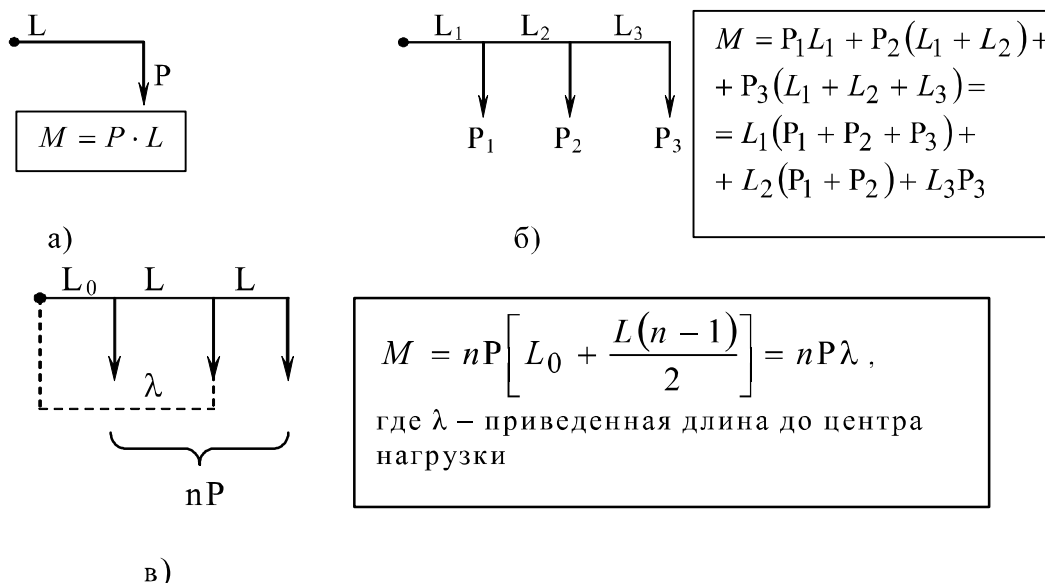 L
P
M = P · L
а)
L₁ L₂ L₃
P₁ P₂ P₃
M = P₁L₁ + P₂(L₁ + L₂) +
+ P₃(L₁ + L₂ + L₃) =
= L₁(P₁ + P₂ + P₃) +
+ L₂(P₁ + P₂) + L₃P₃
б)
L₀ L L
λ
nP
в)
M = nP[L₀ + L(n − 1)/2] = nPλ ,
где λ – приведенная длина до центра
нагрузки